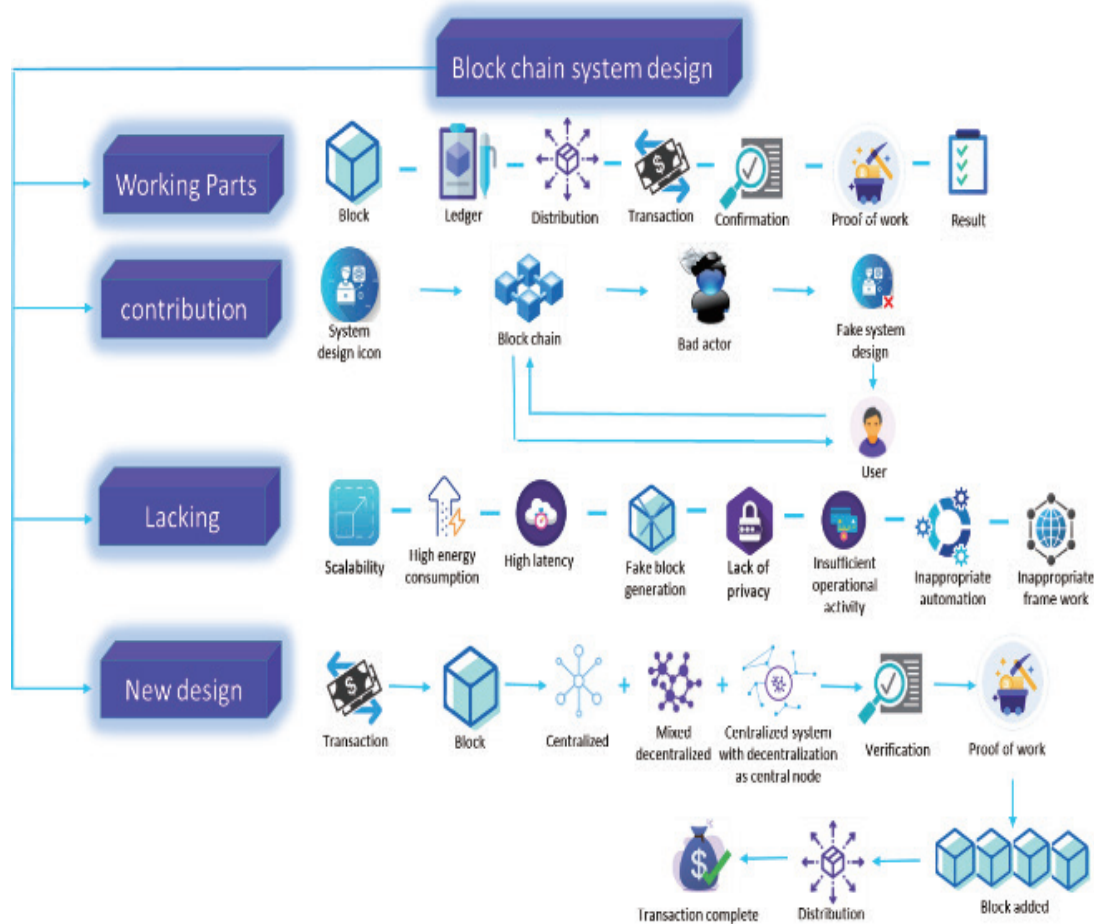 Block chain system design
Working Parts
Block
Ledger
Distribution
Transaction
Confirmation
Proof of work
Result
contribution
System
design icon
Block chain
Bad actor
Fake system
design
User
Lacking
Scalability
High energy
consumption
High latency
Fake block
generation
Lack of
privacy
Insufficient
operational
activity
Inappropriate
automation
Inappropriate
frame work
New design
Transaction
Block
Centralized
Mixed
decentralized
Centralized system
with decentralization
as central node
Verification
Proof of work
Transaction complete
Distribution
Block added